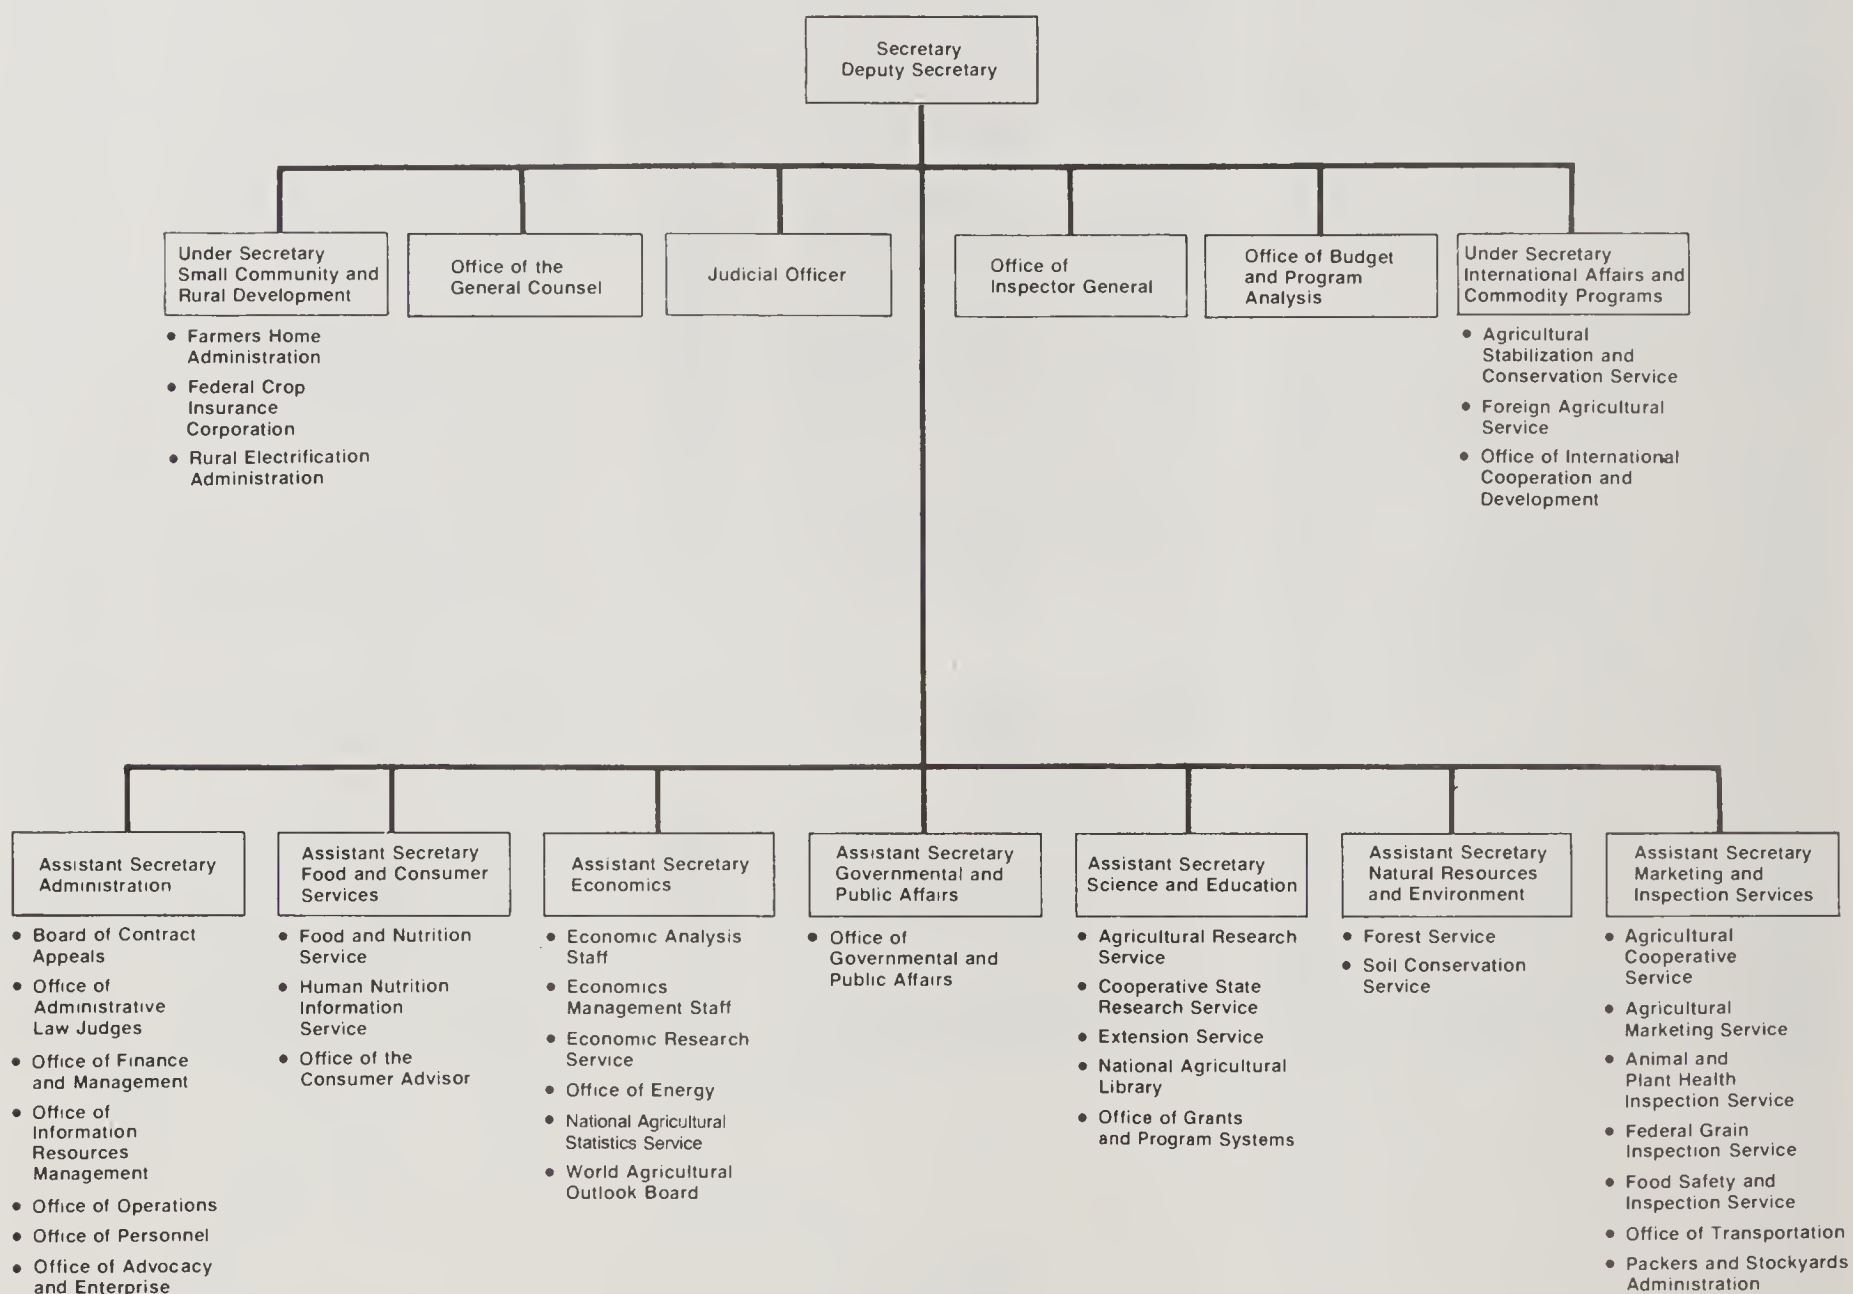 Secretary
Deputy Secretary
Under Secretary
Small Community and
Rural Development
• Farmers Home
Administration
• Federal Crop
Insurance
Corporation
• Rural Electrification
Administration
Office of the
General Counsel
Judicial Officer
Office of
Inspector General
Office of Budget
and Program
Analysis
Under Secretary
International Affairs and
Commodity Programs
• Agricultural
Stabilization and
Conservation Service
• Foreign Agricultural
Service
• Office of International
Cooperation and
Development
Assistant Secretary
Administration
• Board of Contract
Appeals
• Office of
Administrative
Law Judges
• Office of Finance
and Management
• Office of
Information
Resources
Management
• Office of Operations
• Office of Personnel
• Office of Advocacy
and Enterprise
Assistant Secretary
Food and Consumer
Services
• Food and Nutrition
Service
• Human Nutrition
Information
Service
• Office of the
Consumer Advisor
Assistant Secretary
Economics
• Economic Analysis
Staff
• Economics
Management Staff
• Economic Research
Service
• Office of Energy
• National Agricultural
Statistics Service
• World Agricultural
Outlook Board
Assistant Secretary
Governmental and
Public Affairs
• Office of
Governmental and
Public Affairs
Assistant Secretary
Science and Education
• Agricultural Research
Service
• Cooperative State
Research Service
• Extension Service
• National Agricultural
Library
• Office of Grants
and Program Systems
Assistant Secretary
Natural Resources
and Environment
• Forest Service
• Soil Conservation
Service
Assistant Secretary
Marketing and
Inspection Services
• Agricultural
Cooperative
Service
• Agricultural
Marketing Service
• Animal and
Plant Health
Inspection Service
• Federal Grain
Inspection Service
• Food Safety and
Inspection Service
• Office of Transportation
• Packers and Stockyards
Administration